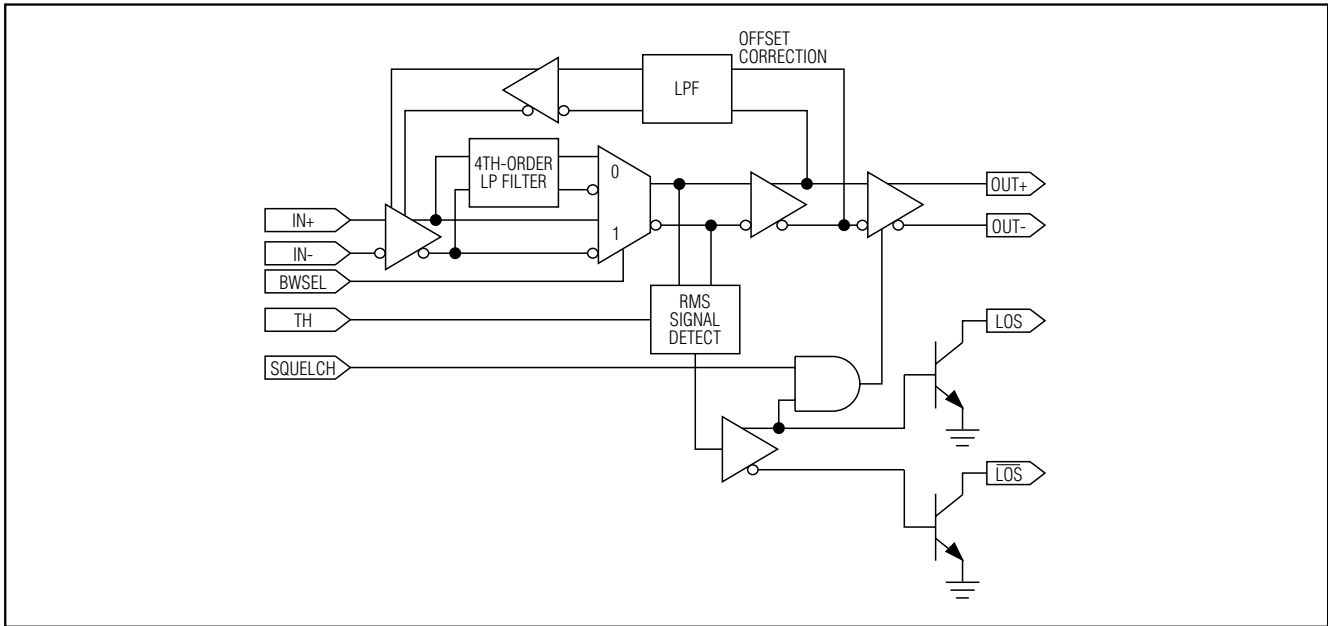 OFFSET
CORRECTION
LPF
4TH-ORDER
LP FILTER
0
1
IN+
IN-
BWSEL
TH
SQUELCH
RMS
SIGNAL
DETECT
OUT+
OUT-
LOS
L̅O̅S̅